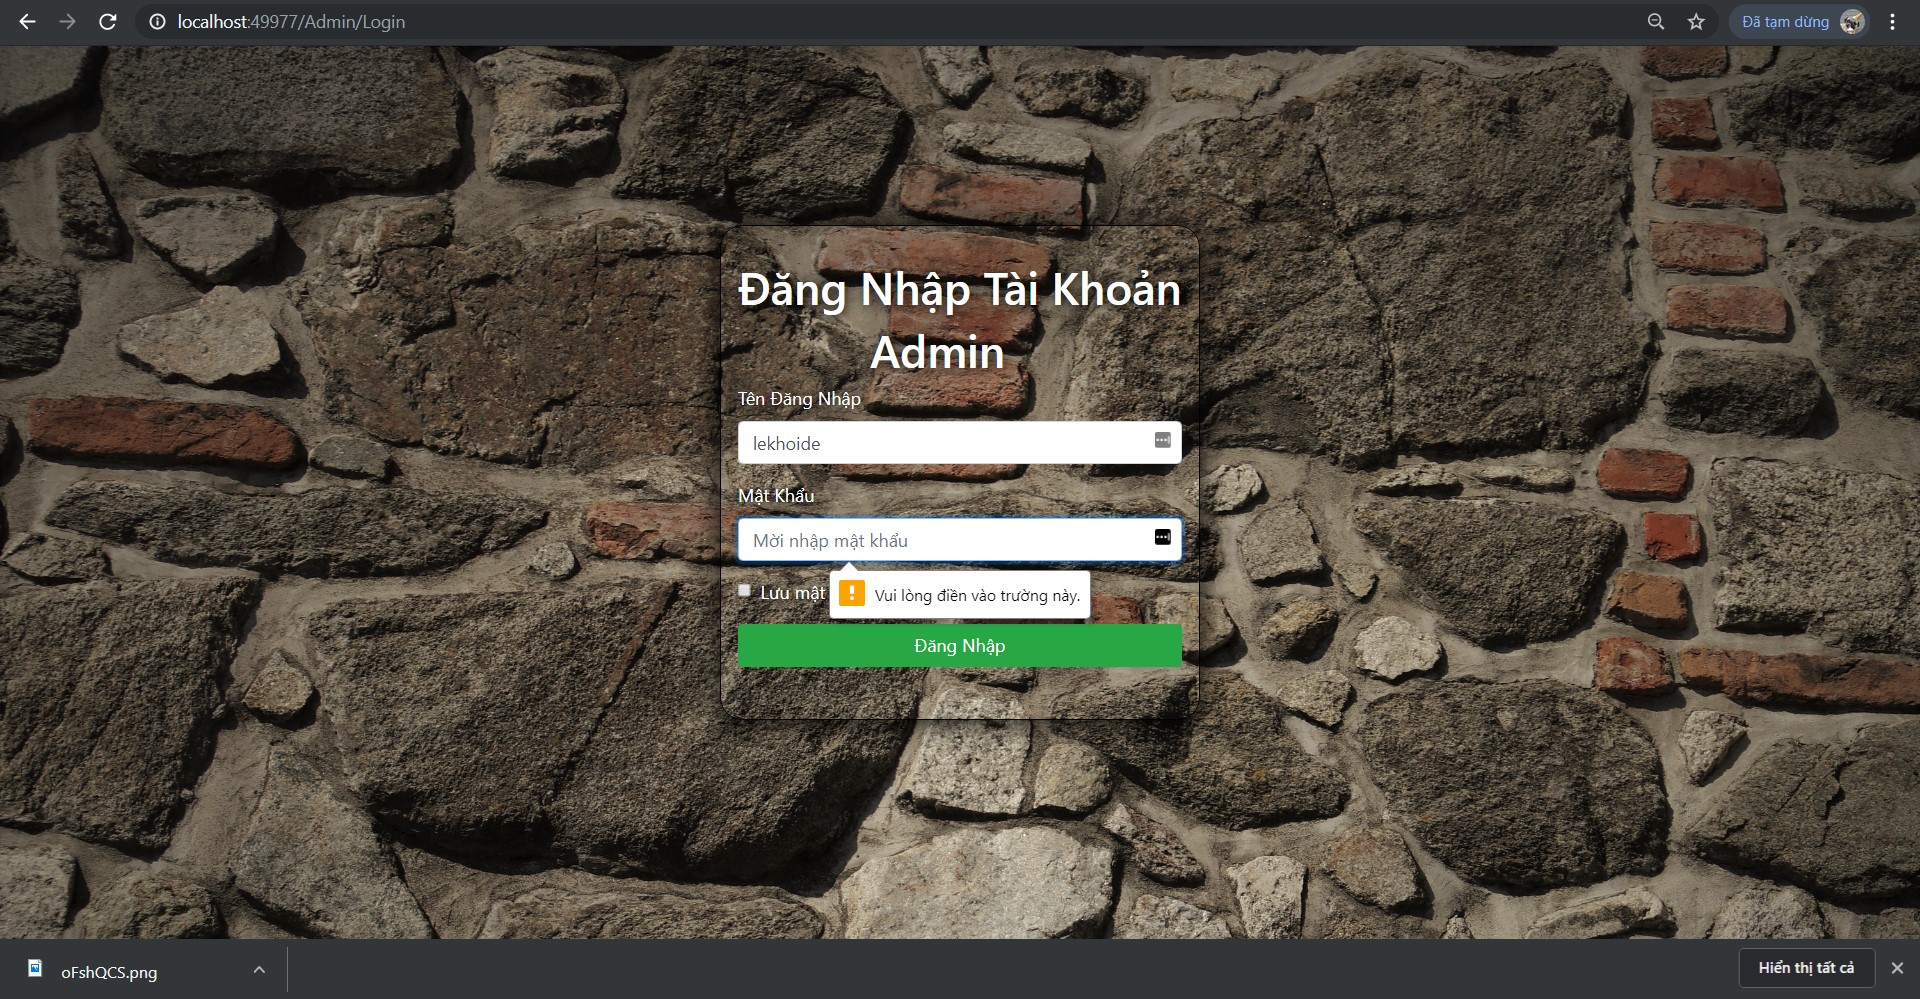 localhost:49977/Admin/Login
Đã tạm dừng
Đăng Nhập Tài Khoản
Admin
Tên Đăng Nhập
lekhoide
Mật Khẩu
Mời nhập mật khẩu
Lưu mật
Vui lòng điền vào trường này.
Đăng Nhập
oFshQCS.png
Hiển thị tất cả